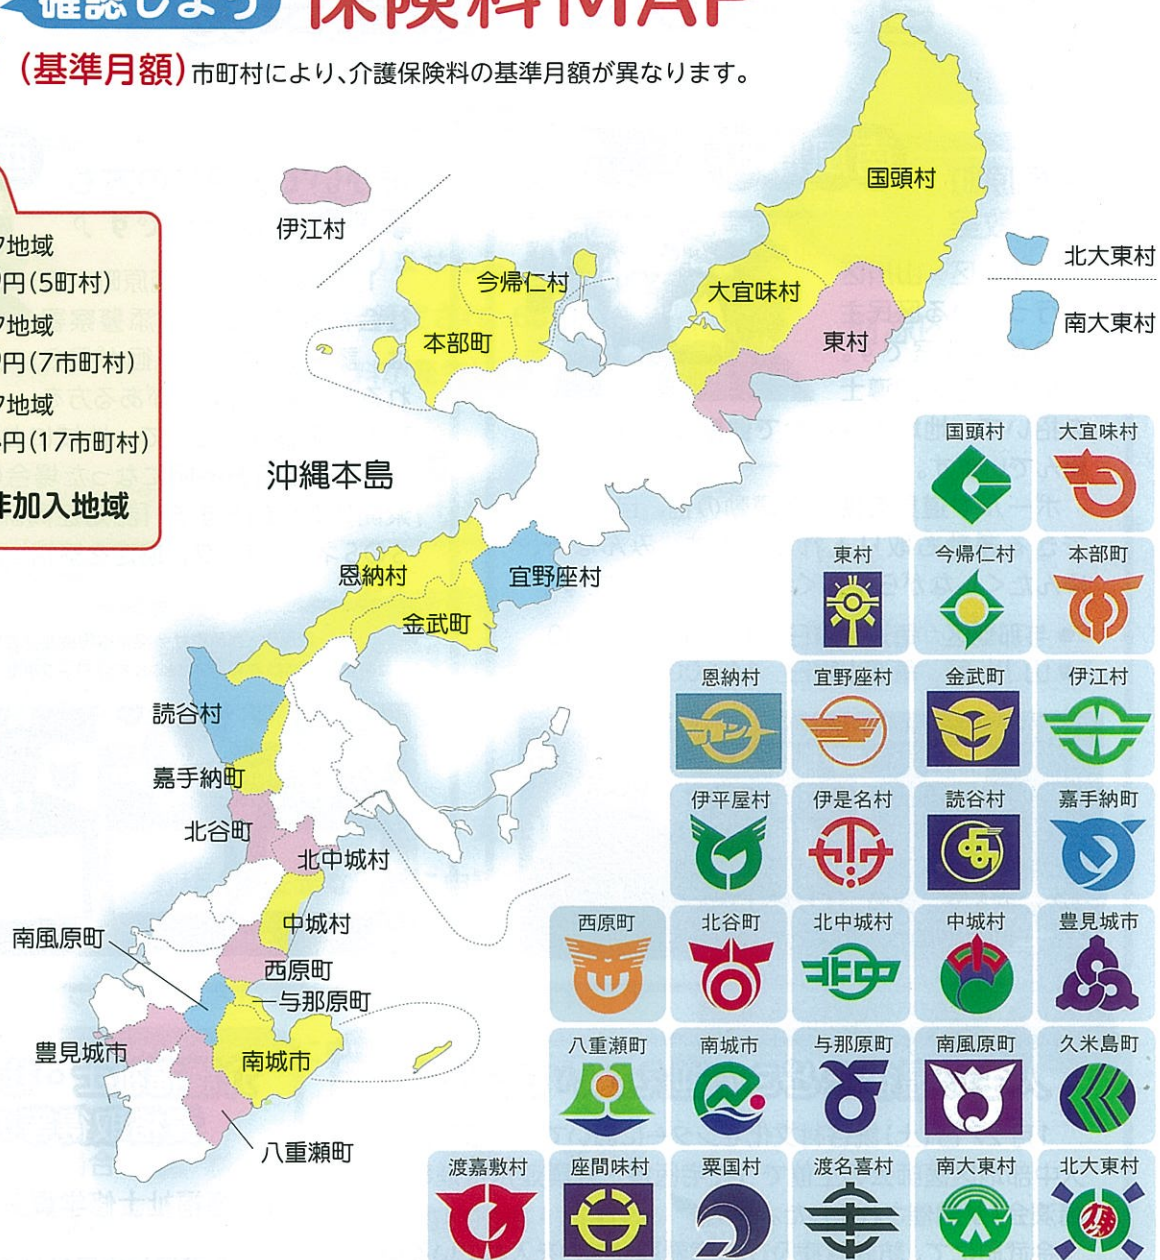 確認しよう
保険料MAP
(基準月額)市町村により、介護保険料の基準月額が異なります。
ク地域
円(5町村)
ク地域
円(7市町村)
ク地域
円(17市町村)
非加入地域
沖縄本島
伊江村
国頭村
今帰仁村
大宜味村
本部町
東村
北大東村
南大東村
恩納村
宜野座村
金武町
読谷村
嘉手納町
北谷町
北中城村
中城村
南風原町
西原町
与那原町
豊見城市
南城市
八重瀬町
国頭村 大宜味村
東村 今帰仁村 本部町
恩納村 宜野座村 金武町 伊江村
伊平屋村 伊是名村 読谷村 嘉手納町
西原町 北谷町 北中城村 中城村 豊見城市
八重瀬町 南城市 与那原町 南風原町 久米島町
渡嘉敷村 座間味村 粟国村 渡名喜村 南大東村 北大東村